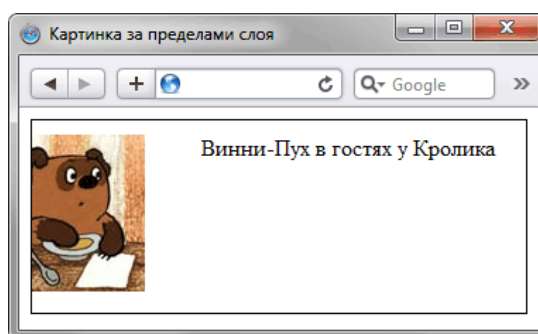 Картинка за пределами слоя
Google
Винни-Пух в гостях у Кролика